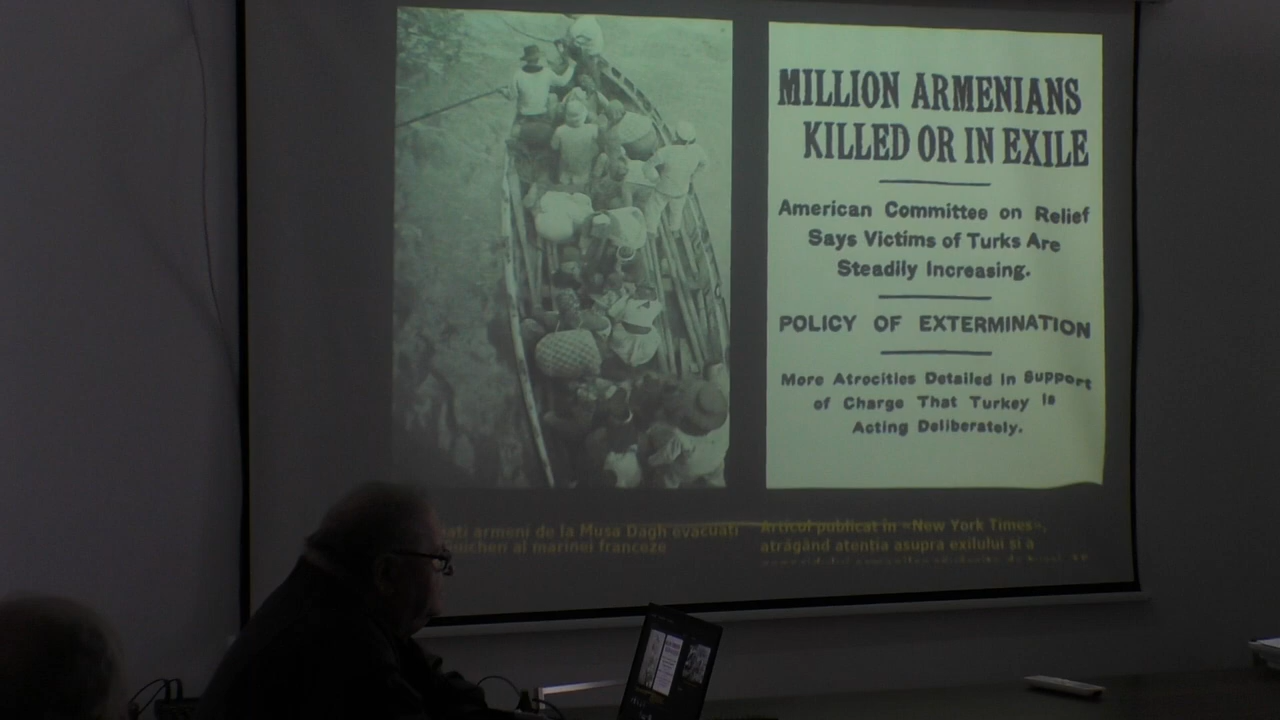 MILLION ARMENIANS
KILLED OR IN EXILE
American Committee on Relief
Says Victims of Turks Are
Steadily Increasing.
POLICY OF EXTERMINATION
More Atrocities Detailed in Support
of Charge That Turkey is
Acting Deliberately.
armeni de la Musa Dagh evacuați
al marinei franceze
Articol publicat în «New York Times»,
atrăgând atenția asupra exilului și a